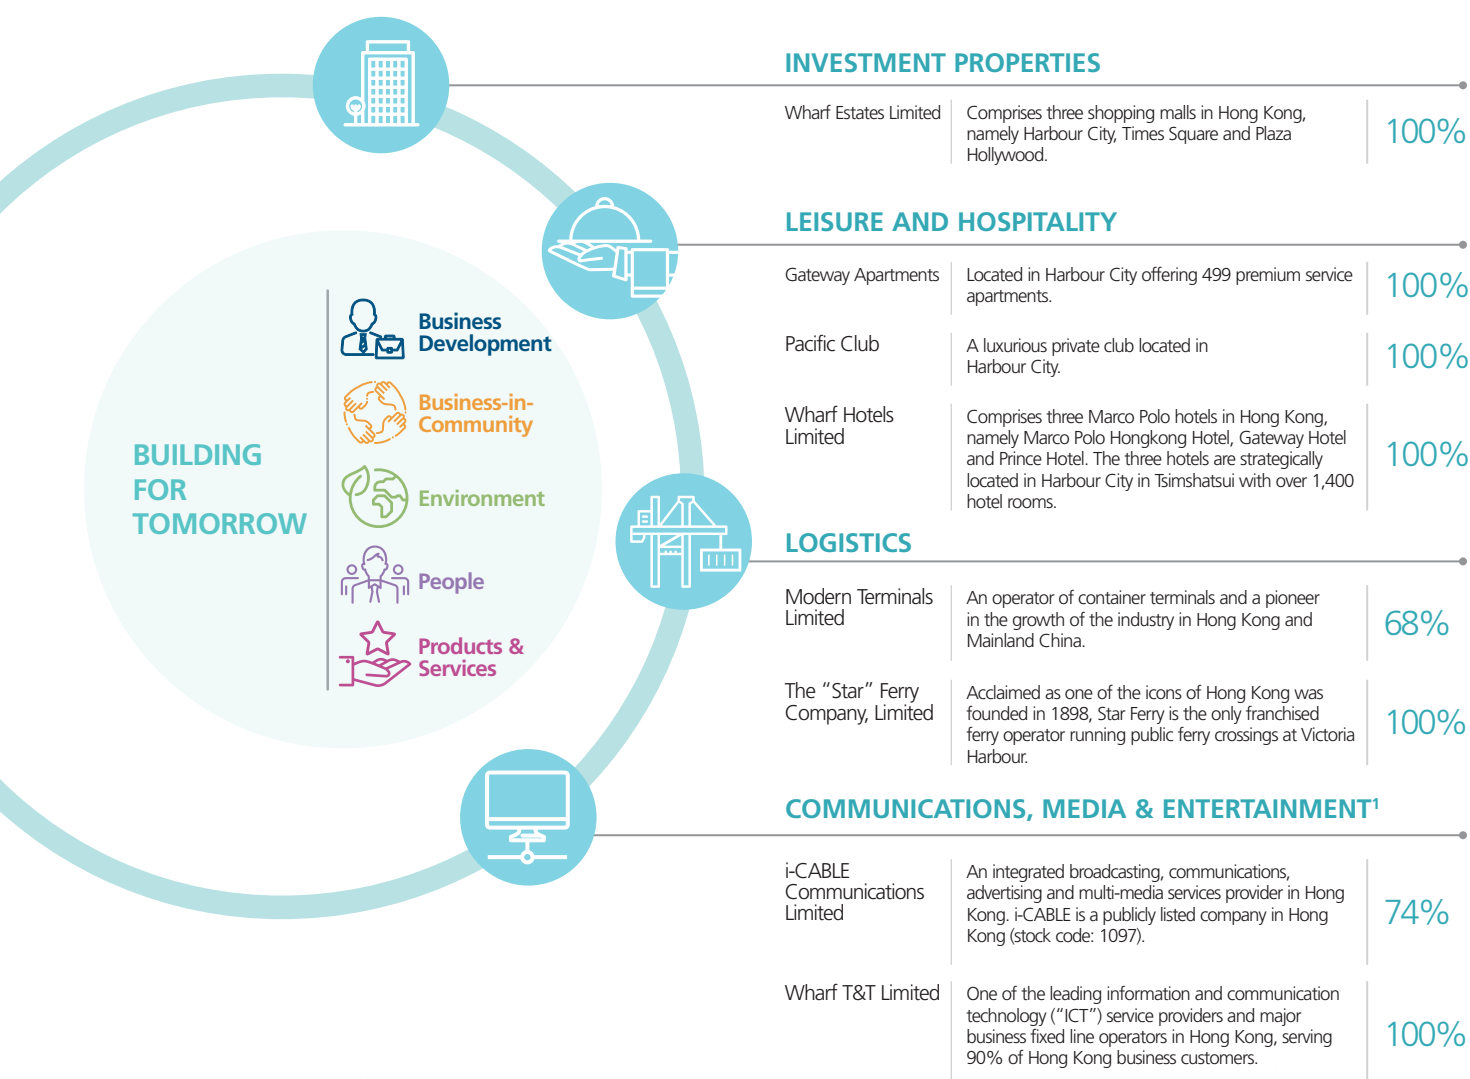 BUILDING
FOR
TOMORROW
Business
Development
Business-in-
Community
Environment
People
Products &
Services
INVESTMENT PROPERTIES
Wharf Estates Limited
Comprises three shopping malls in Hong Kong,
namely Harbour City, Times Square and Plaza
Hollywood.
100%
LEISURE AND HOSPITALITY
Gateway Apartments
Located in Harbour City offering 499 premium service
apartments.
100%
Pacific Club
A luxurious private club located in
Harbour City.
100%
Wharf Hotels
Limited
Comprises three Marco Polo hotels in Hong Kong,
namely Marco Polo Hongkong Hotel, Gateway Hotel
and Prince Hotel. The three hotels are strategically
located in Harbour City in Tsimshatsui with over 1,400
hotel rooms.
100%
LOGISTICS
Modern Terminals
Limited
An operator of container terminals and a pioneer
in the growth of the industry in Hong Kong and
Mainland China.
68%
The “Star” Ferry
Company, Limited
Acclaimed as one of the icons of Hong Kong was
founded in 1898, Star Ferry is the only franchised
ferry operator running public ferry crossings at Victoria
Harbour.
100%
COMMUNICATIONS, MEDIA & ENTERTAINMENT¹
i-CABLE
Communications
Limited
An integrated broadcasting, communications,
advertising and multi-media services provider in Hong
Kong. i-CABLE is a publicly listed company in Hong
Kong (stock code: 1097).
74%
Wharf T&T Limited
One of the leading information and communication
technology (“ICT”) service providers and major
business fixed line operators in Hong Kong, serving
90% of Hong Kong business customers.
100%